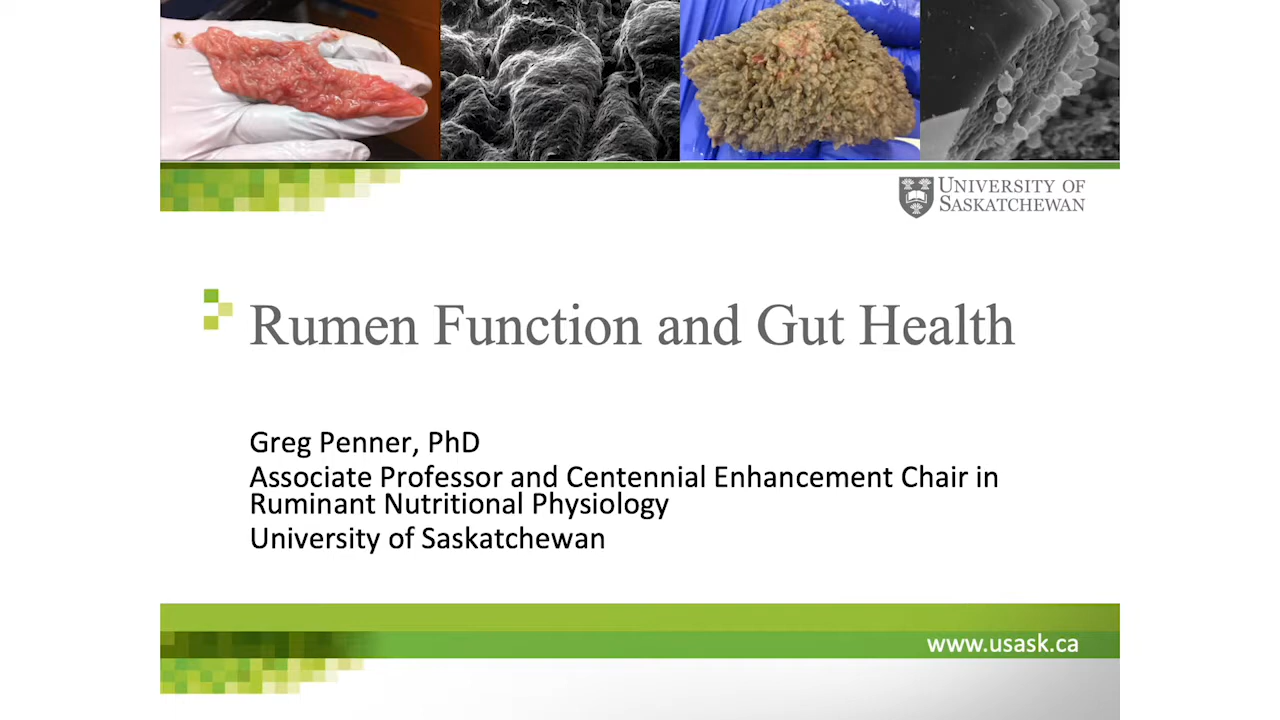 UNIVERSITY OF
SASKATCHEWAN
Rumen Function and Gut Health
Greg Penner, PhD
Associate Professor and Centennial Enhancement Chair in
Ruminant Nutritional Physiology
University of Saskatchewan
www.usask.ca